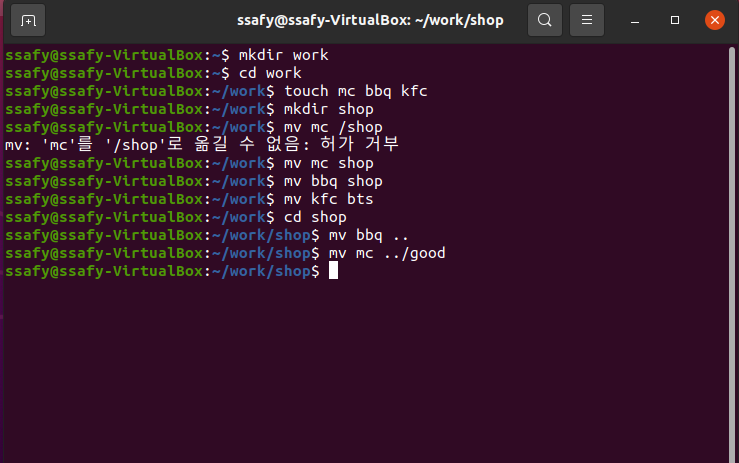 ssafy@ssafy-VirtualBox: ~/work/shop
ssafy@ssafy-VirtualBox:~$ mkdir work
ssafy@ssafy-VirtualBox:~$ cd work
ssafy@ssafy-VirtualBox:~/work$ touch mc bbq kfc
ssafy@ssafy-VirtualBox:~/work$ mkdir shop
ssafy@ssafy-VirtualBox:~/work$ mv mc /shop
mv: 'mc'를 '/shop'로 옮길 수 없음: 허가 거부
ssafy@ssafy-VirtualBox:~/work$ mv mc shop
ssafy@ssafy-VirtualBox:~/work$ mv bbq shop
ssafy@ssafy-VirtualBox:~/work$ mv kfc bts
ssafy@ssafy-VirtualBox:~/work$ cd shop
ssafy@ssafy-VirtualBox:~/work/shop$ mv bbq ..
ssafy@ssafy-VirtualBox:~/work/shop$ mv mc ../good
ssafy@ssafy-VirtualBox:~/work/shop$